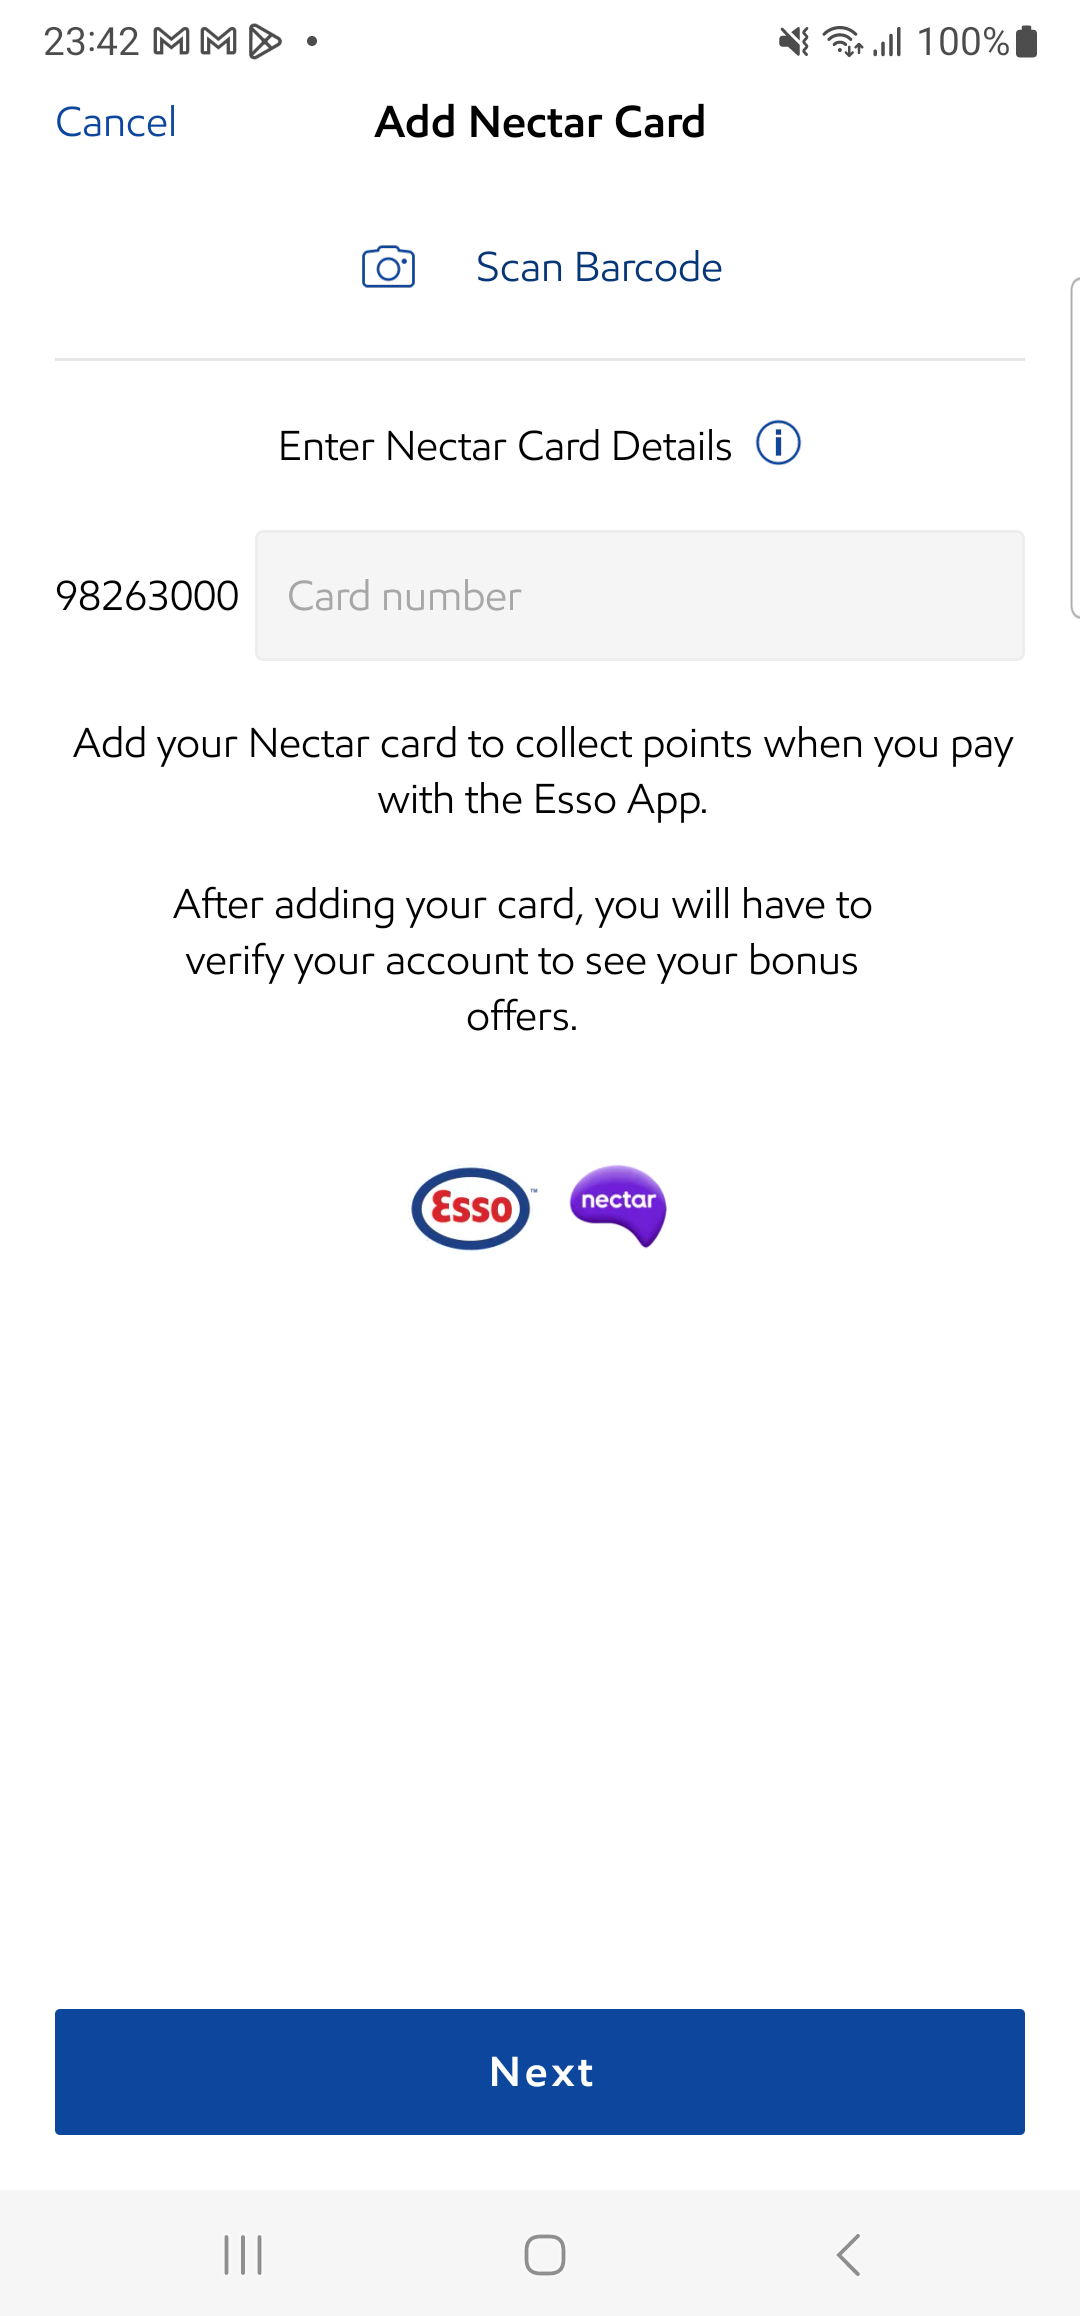 23:42
100%
Cancel
Add Nectar Card
Scan Barcode
Enter Nectar Card Details
98263000
Card number
Add your Nectar card to collect points when you pay
with the Esso App.
After adding your card, you will have to
verify your account to see your bonus
offers.
Esso™
nectar
Next